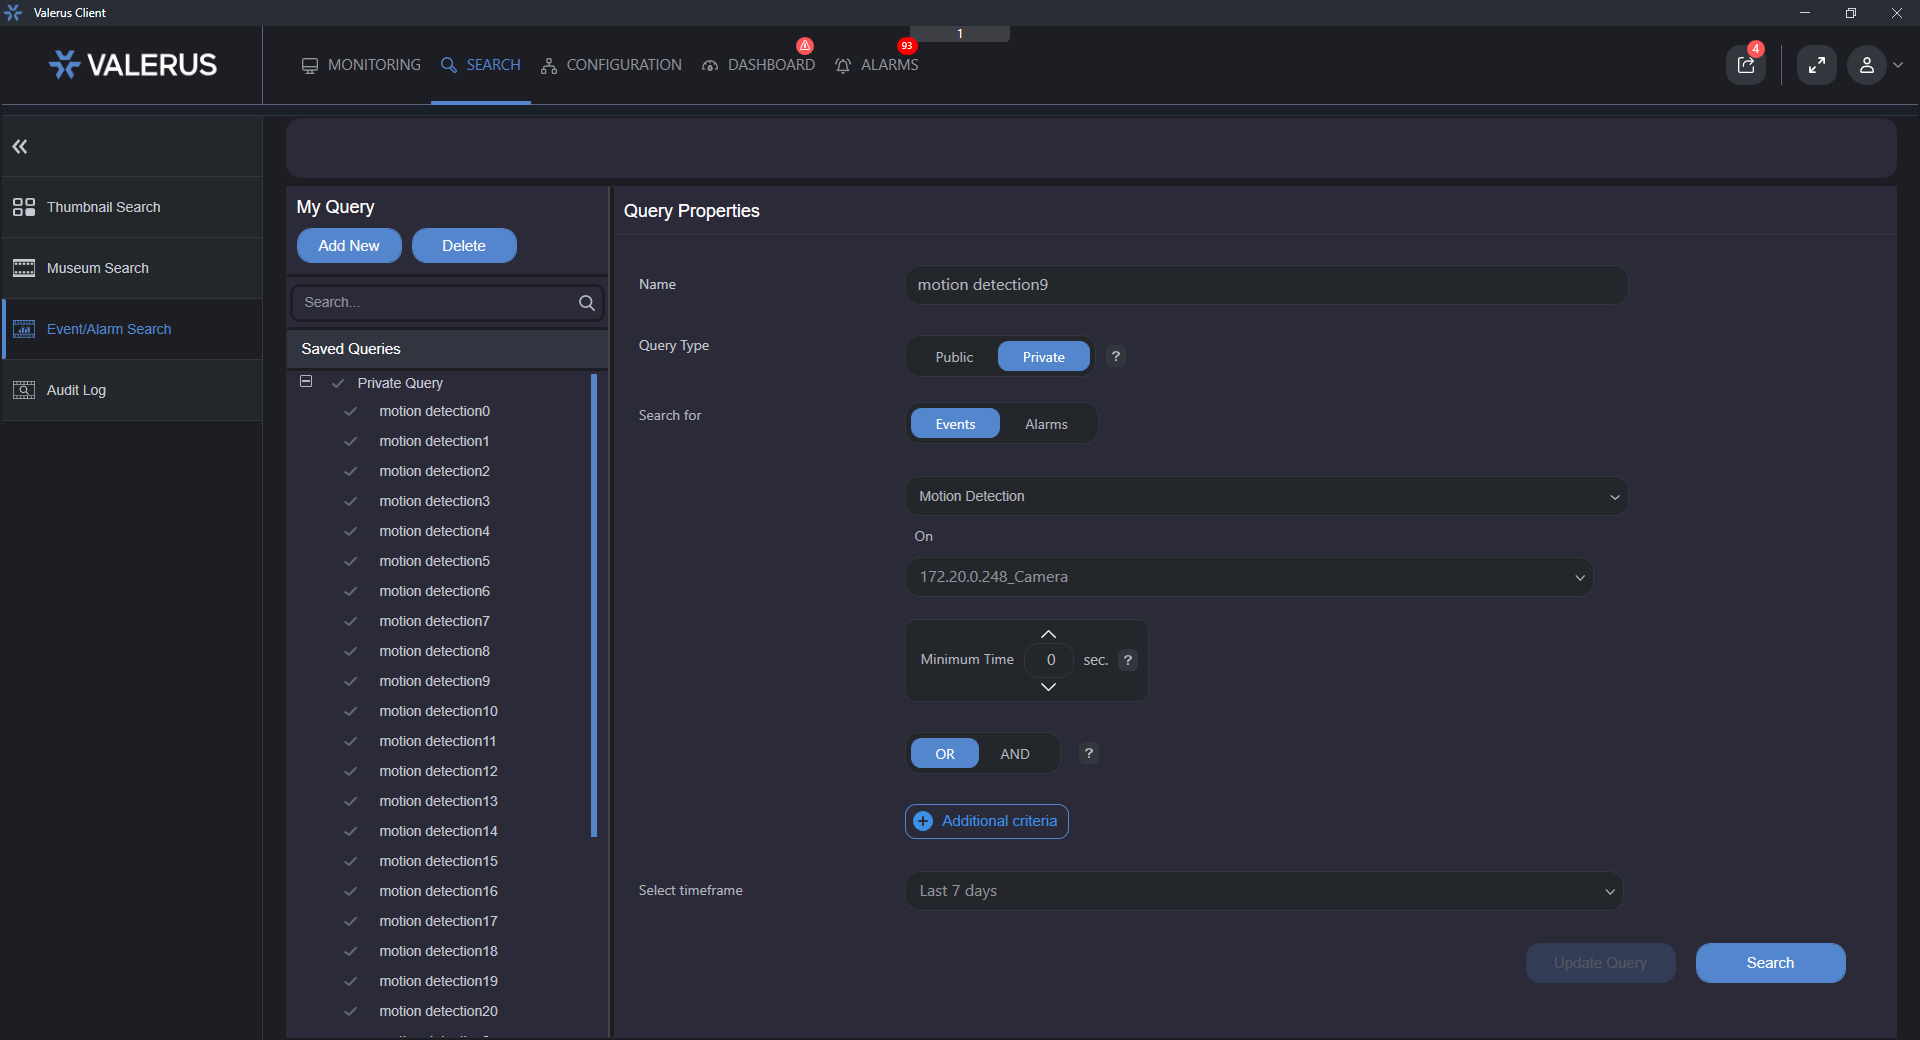 Valerus Client
1
VALERUS
MONITORING
SEARCH
CONFIGURATION
DASHBOARD
93
ALARMS
4
Thumbnail Search
Museum Search
Event/Alarm Search
Audit Log
My Query
Add New
Delete
Search...
Saved Queries
Private Query
motion detection0
motion detection1
motion detection2
motion detection3
motion detection4
motion detection5
motion detection6
motion detection7
motion detection8
motion detection9
motion detection10
motion detection11
motion detection12
motion detection13
motion detection14
motion detection15
motion detection16
motion detection17
motion detection18
motion detection19
motion detection20
Query Properties
Name
motion detection9
Query Type
Public
Private
?
Search for
Events
Alarms
Motion Detection
On
172.20.0.248_Camera
Minimum Time
0
sec.
?
OR
AND
?
Additional criteria
Select timeframe
Last 7 days
Update Query
Search